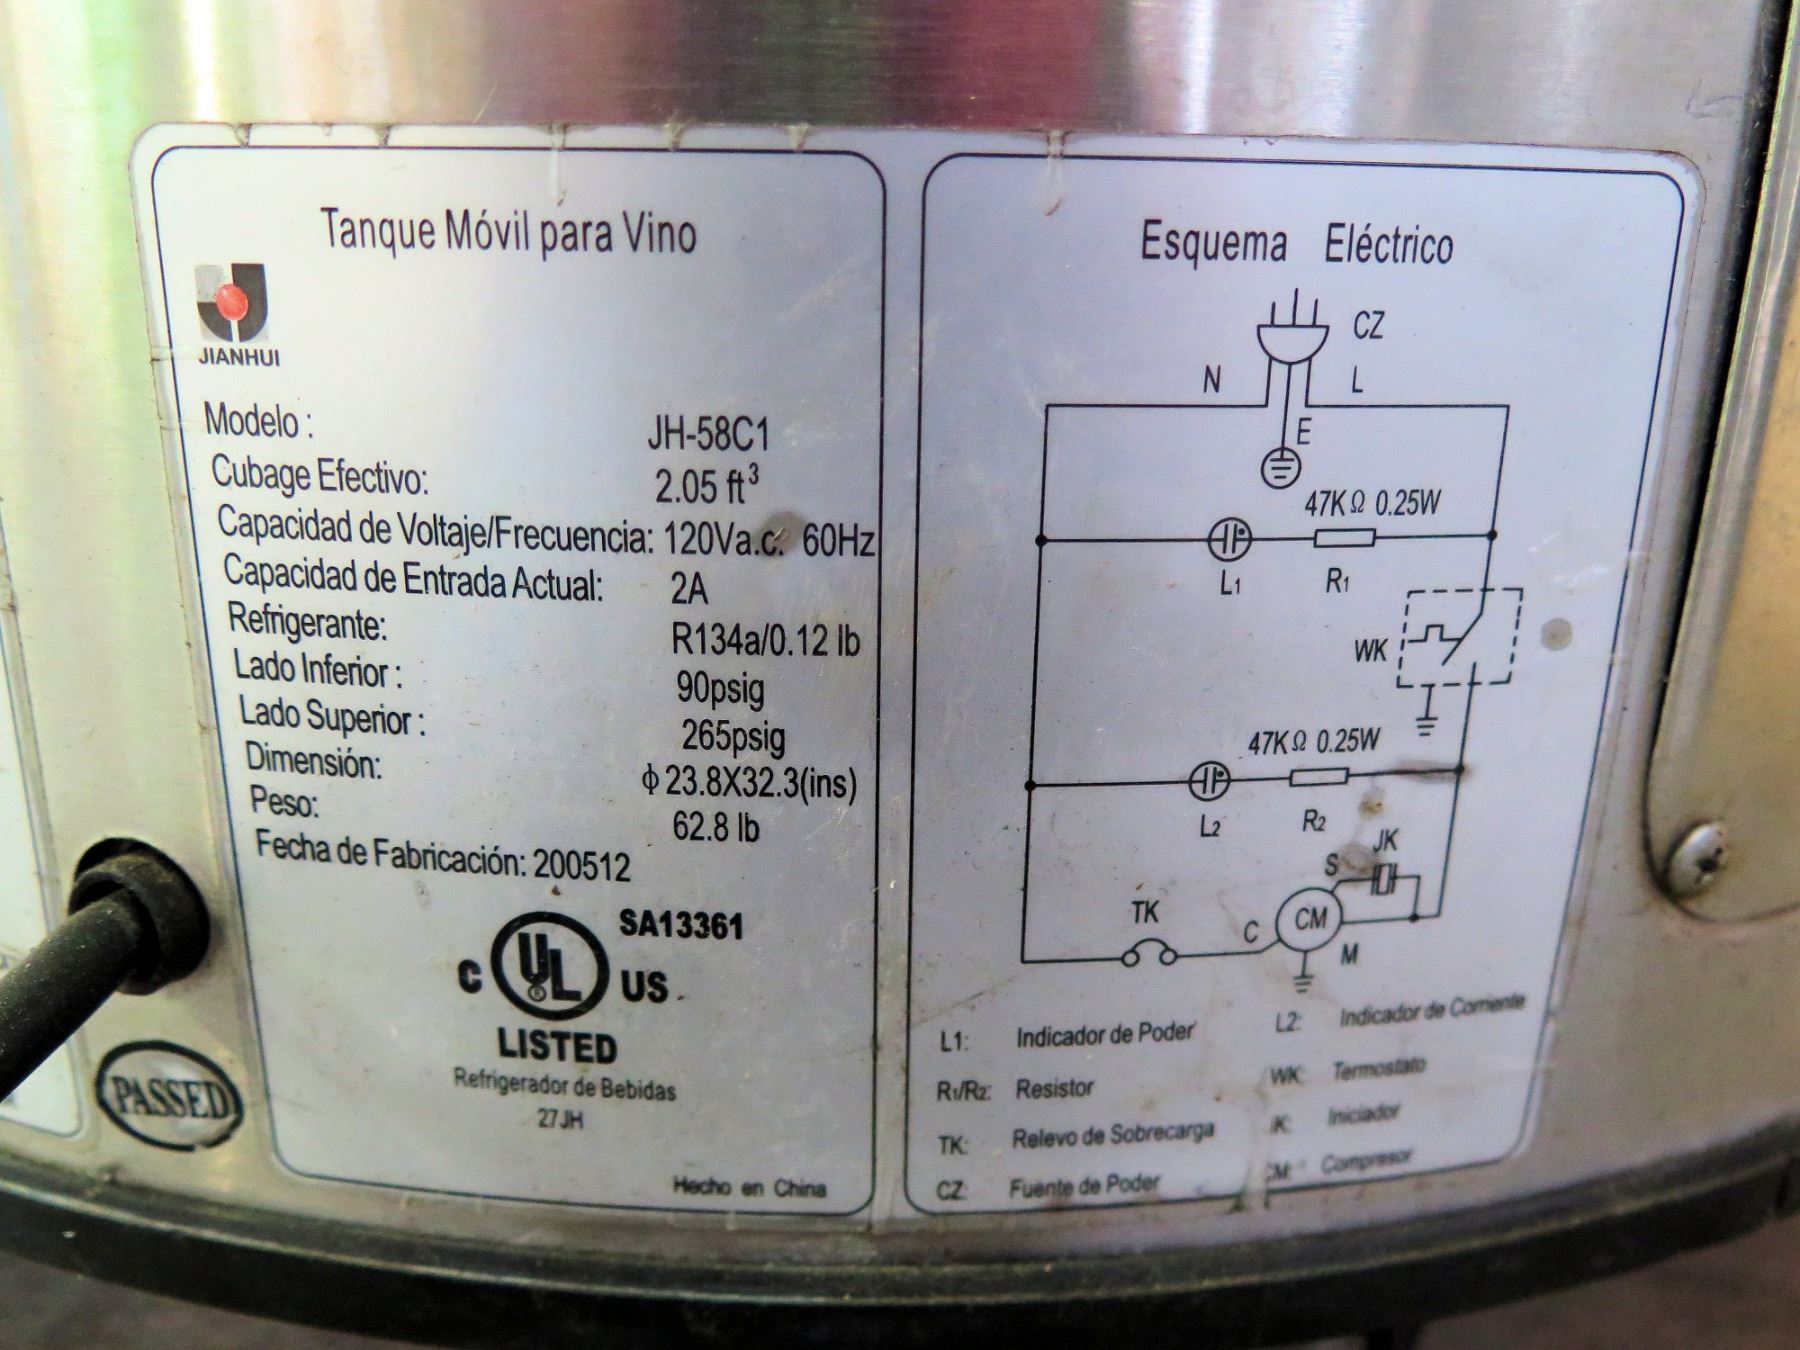 Tanque Móvil para Vino
JIANHUI
Modelo : JH-58C1
Cubage Efectivo: 2.05 ft³
Capacidad de Voltaje/Frecuencia: 120Va.c. 60Hz
Capacidad de Entrada Actual: 2A
Refrigerante: R134a/0.12 lb
Lado Inferior : 90psig
Lado Superior : 265psig
Dimensión: ϕ23.8X32.3(ins)
Peso: 62.8 lb
Fecha de Fabricación: 200512
SA13361
C UL US
®
LISTED
Refrigerador de Bebidas
27JH
Hecho en China
PASSED
Esquema Eléctrico
CZ
N L
E
47KΩ 0.25W
L1 R1
WK
47KΩ 0.25W
L2 R2
JK
S
TK C CM
M
L1: Indicador de Poder L2: Indicador de Corriente
R1/R2: Resistor WK: Termostato
TK: Relevo de Sobrecarga K: Iniciador
CZ: Fuente de Poder CM: Compresor